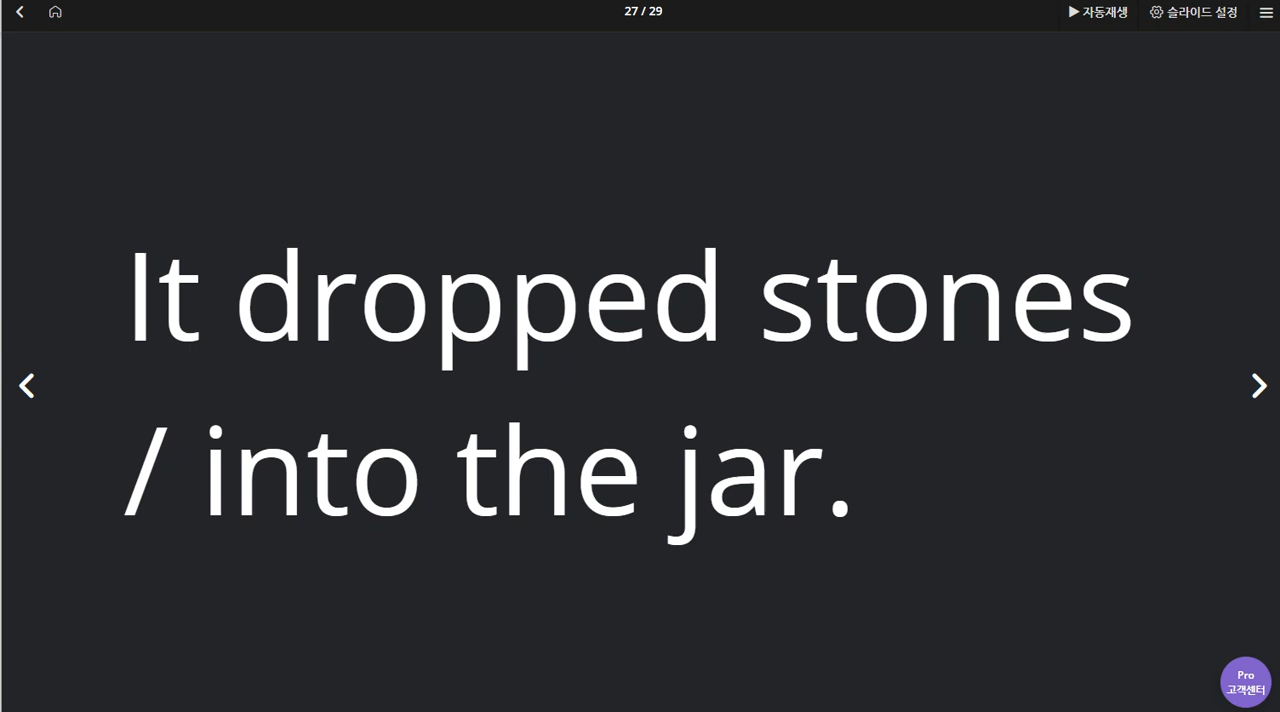 27 / 29
▶ 자동재생
슬라이드 설정
It dropped stones
/ into the jar.
Pro
고객센터